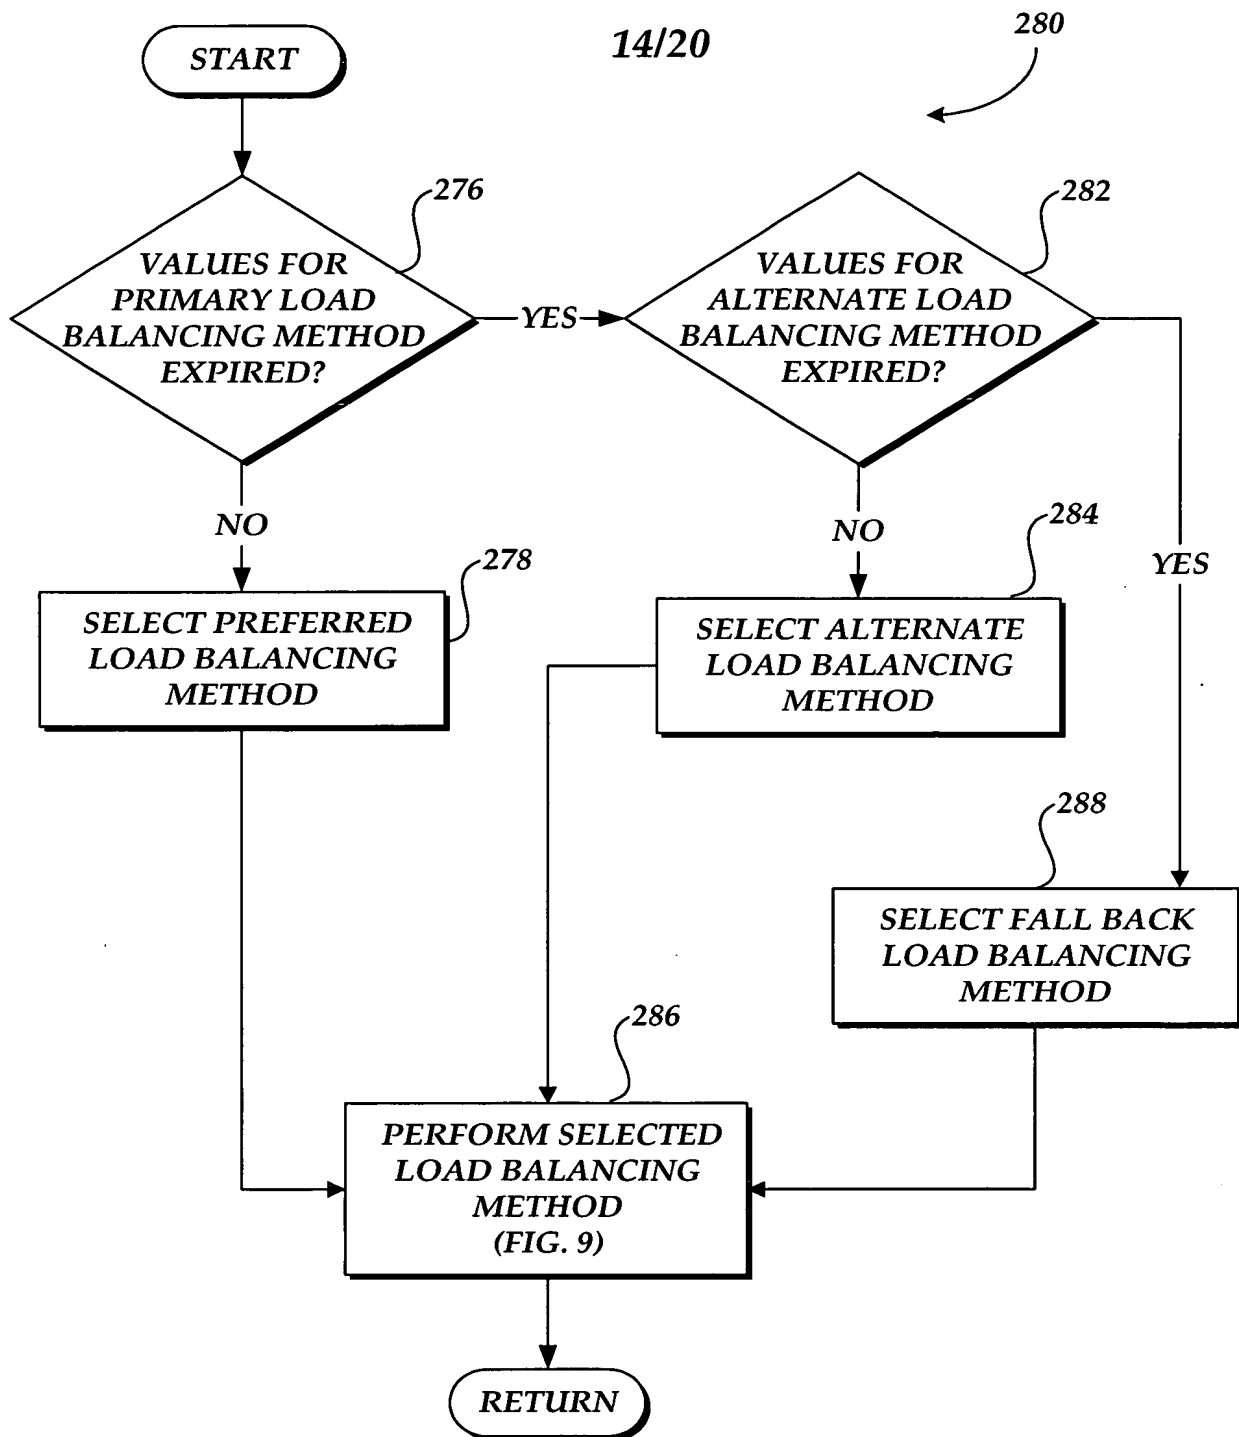 14/20
280
START
276
VALUES FOR
PRIMARY LOAD
BALANCING METHOD
EXPIRED?
YES
282
VALUES FOR
ALTERNATE LOAD
BALANCING METHOD
EXPIRED?
NO
278
SELECT PREFERRED
LOAD BALANCING
METHOD
NO
284
SELECT ALTERNATE
LOAD BALANCING
METHOD
YES
288
SELECT FALL BACK
LOAD BALANCING
METHOD
286
PERFORM SELECTED
LOAD BALANCING
METHOD
(FIG. 9)
RETURN